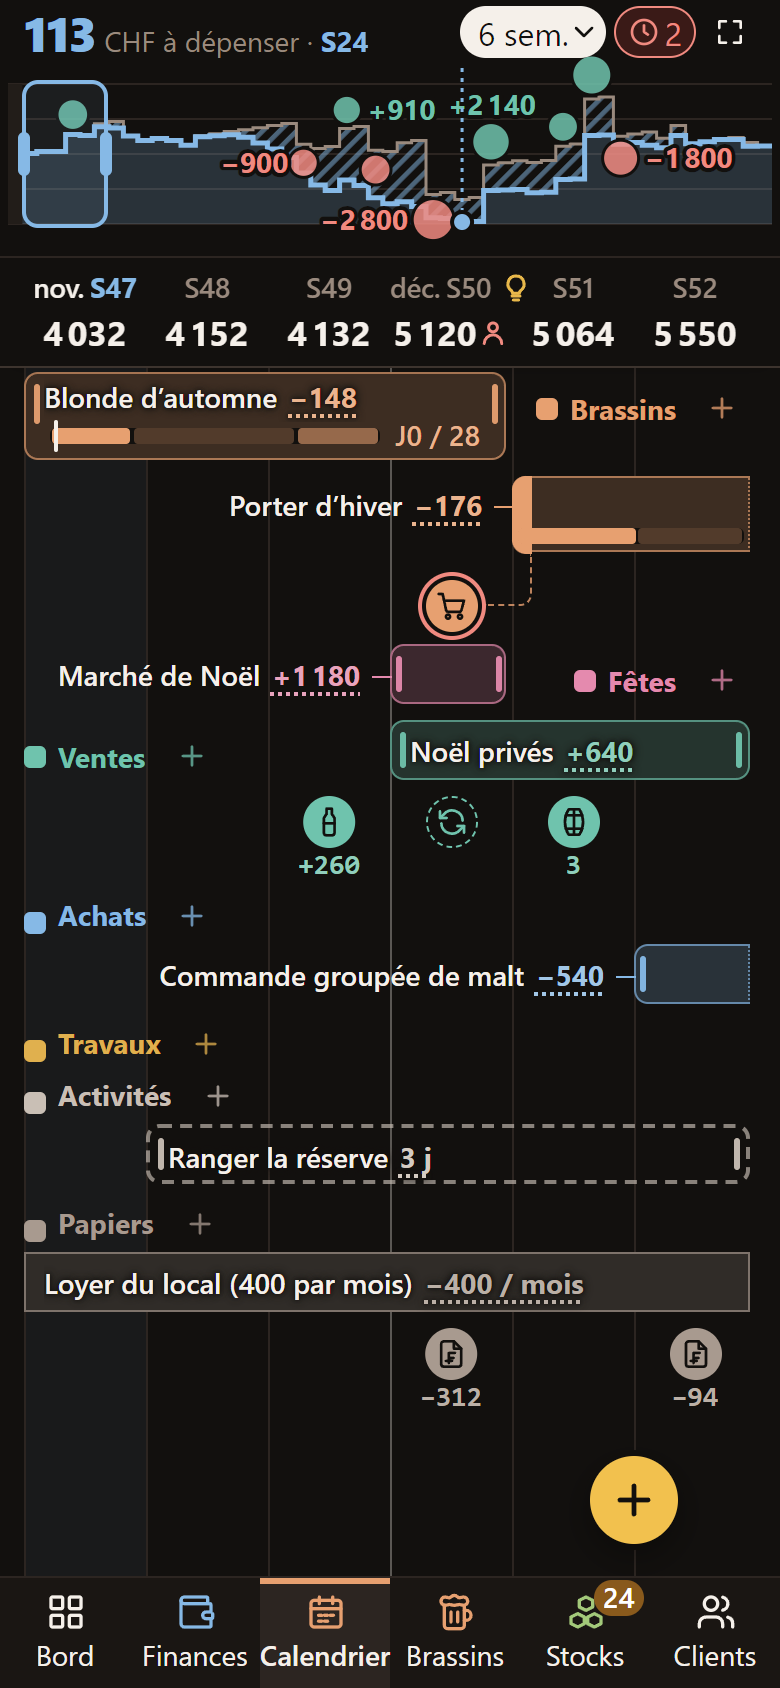 113 CHF à dépenser · S24
6 sem.
2
+910
+2 140
−900
−1 800
−2 800
nov. S47
S48
S49
déc. S50
S51
S52
4 032
4 152
4 132
5 120
5 064
5 550
Blonde d’automne −148
J0 / 28
Brassins +
Porter d’hiver −176
Marché de Noël +1 180
Fêtes +
Ventes +
Noël privés +640
+260
3
Achats +
Commande groupée de malt −540
Travaux +
Activités +
Ranger la réserve 3 j
Papiers +
Loyer du local (400 par mois) −400 / mois
−312
−94
+
24
Bord
Finances
Calendrier
Brassins
Stocks
Clients